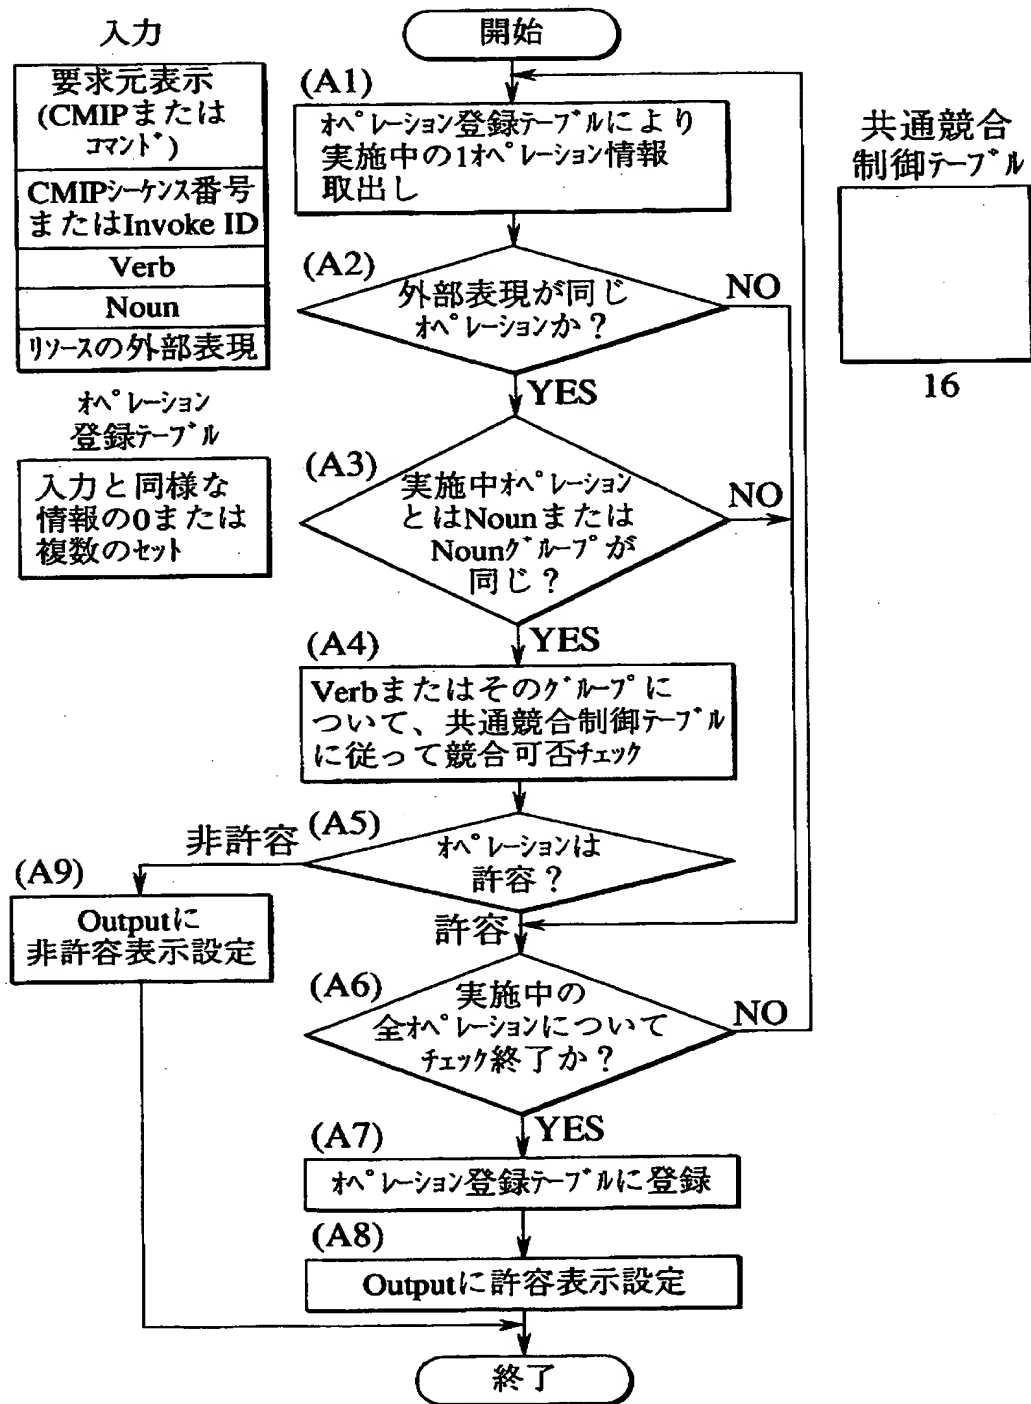 入力
要求元表示
(CMIPまたは
コマンド)
CMIPシーケンス番号
またはInvoke ID
Verb
Noun
リソースの外部表現
オペレーション
登録テーブル
入力と同様な
情報の0または
複数のセット
開始
(A1)
オペレーション登録テーブルにより
実施中の1オペレーション情報
取出し
共通競合
制御テーブル
16
(A2)
外部表現が同じ
オペレーションか?
NO
YES
(A3)
実施中オペレーション
とはNounまたは
Nounグループが
同じ?
NO
YES
(A4)
Verbまたはそのグループに
ついて、共通競合制御テーブル
に従って競合可否チェック
(A5)
オペレーションは
許容?
非許容
(A9)
Outputに
非許容表示設定
許容
(A6)
実施中の
全オペレーションについて
チェック終了か?
NO
YES
(A7)
オペレーション登録テーブルに登録
(A8)
Outputに許容表示設定
終了